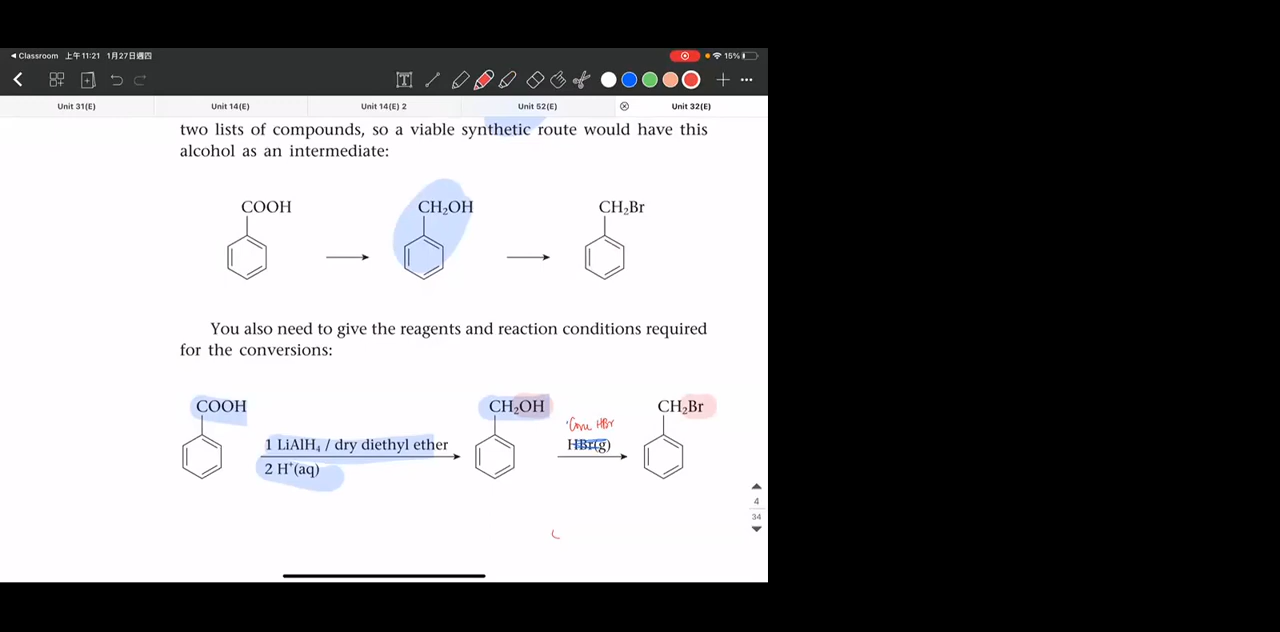 Classroom 上午11:21 1月27日週四 15%
Unit 31(E) Unit 14(E) Unit 14(E) 2 Unit 52(E) Unit 32(E)
two lists of compounds, so a viable synthetic route would have this
alcohol as an intermediate:
COOH CH₂OH CH₂Br
You also need to give the reagents and reaction conditions required
for the conversions:
COOH CH₂OH CH₂Br
HBr
1 LiAlH₄ / dry diethyl ether HBr(g)
2 H⁺(aq)
4
34